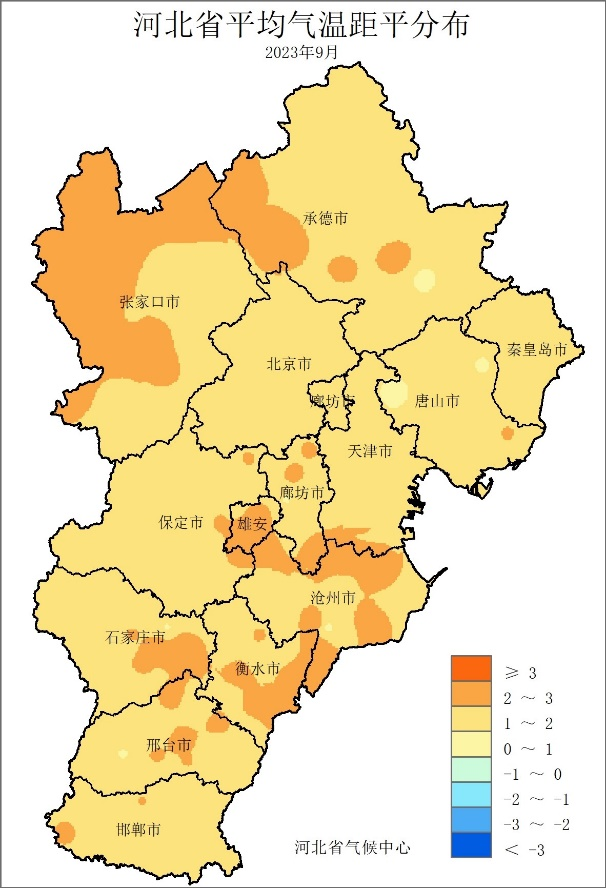 河北省平均气温距平分布
2023年9月
承德市
张家口市
秦皇岛市
北京市
廊坊市
唐山市
天津市
廊坊市
保定市
雄安
沧州市
石家庄市
衡水市
邢台市
邯郸市
≥ 3
2 ～ 3
1 ～ 2
0 ～ 1
-1 ～ 0
-2 ～ -1
-3 ～ -2
< -3
河北省气候中心